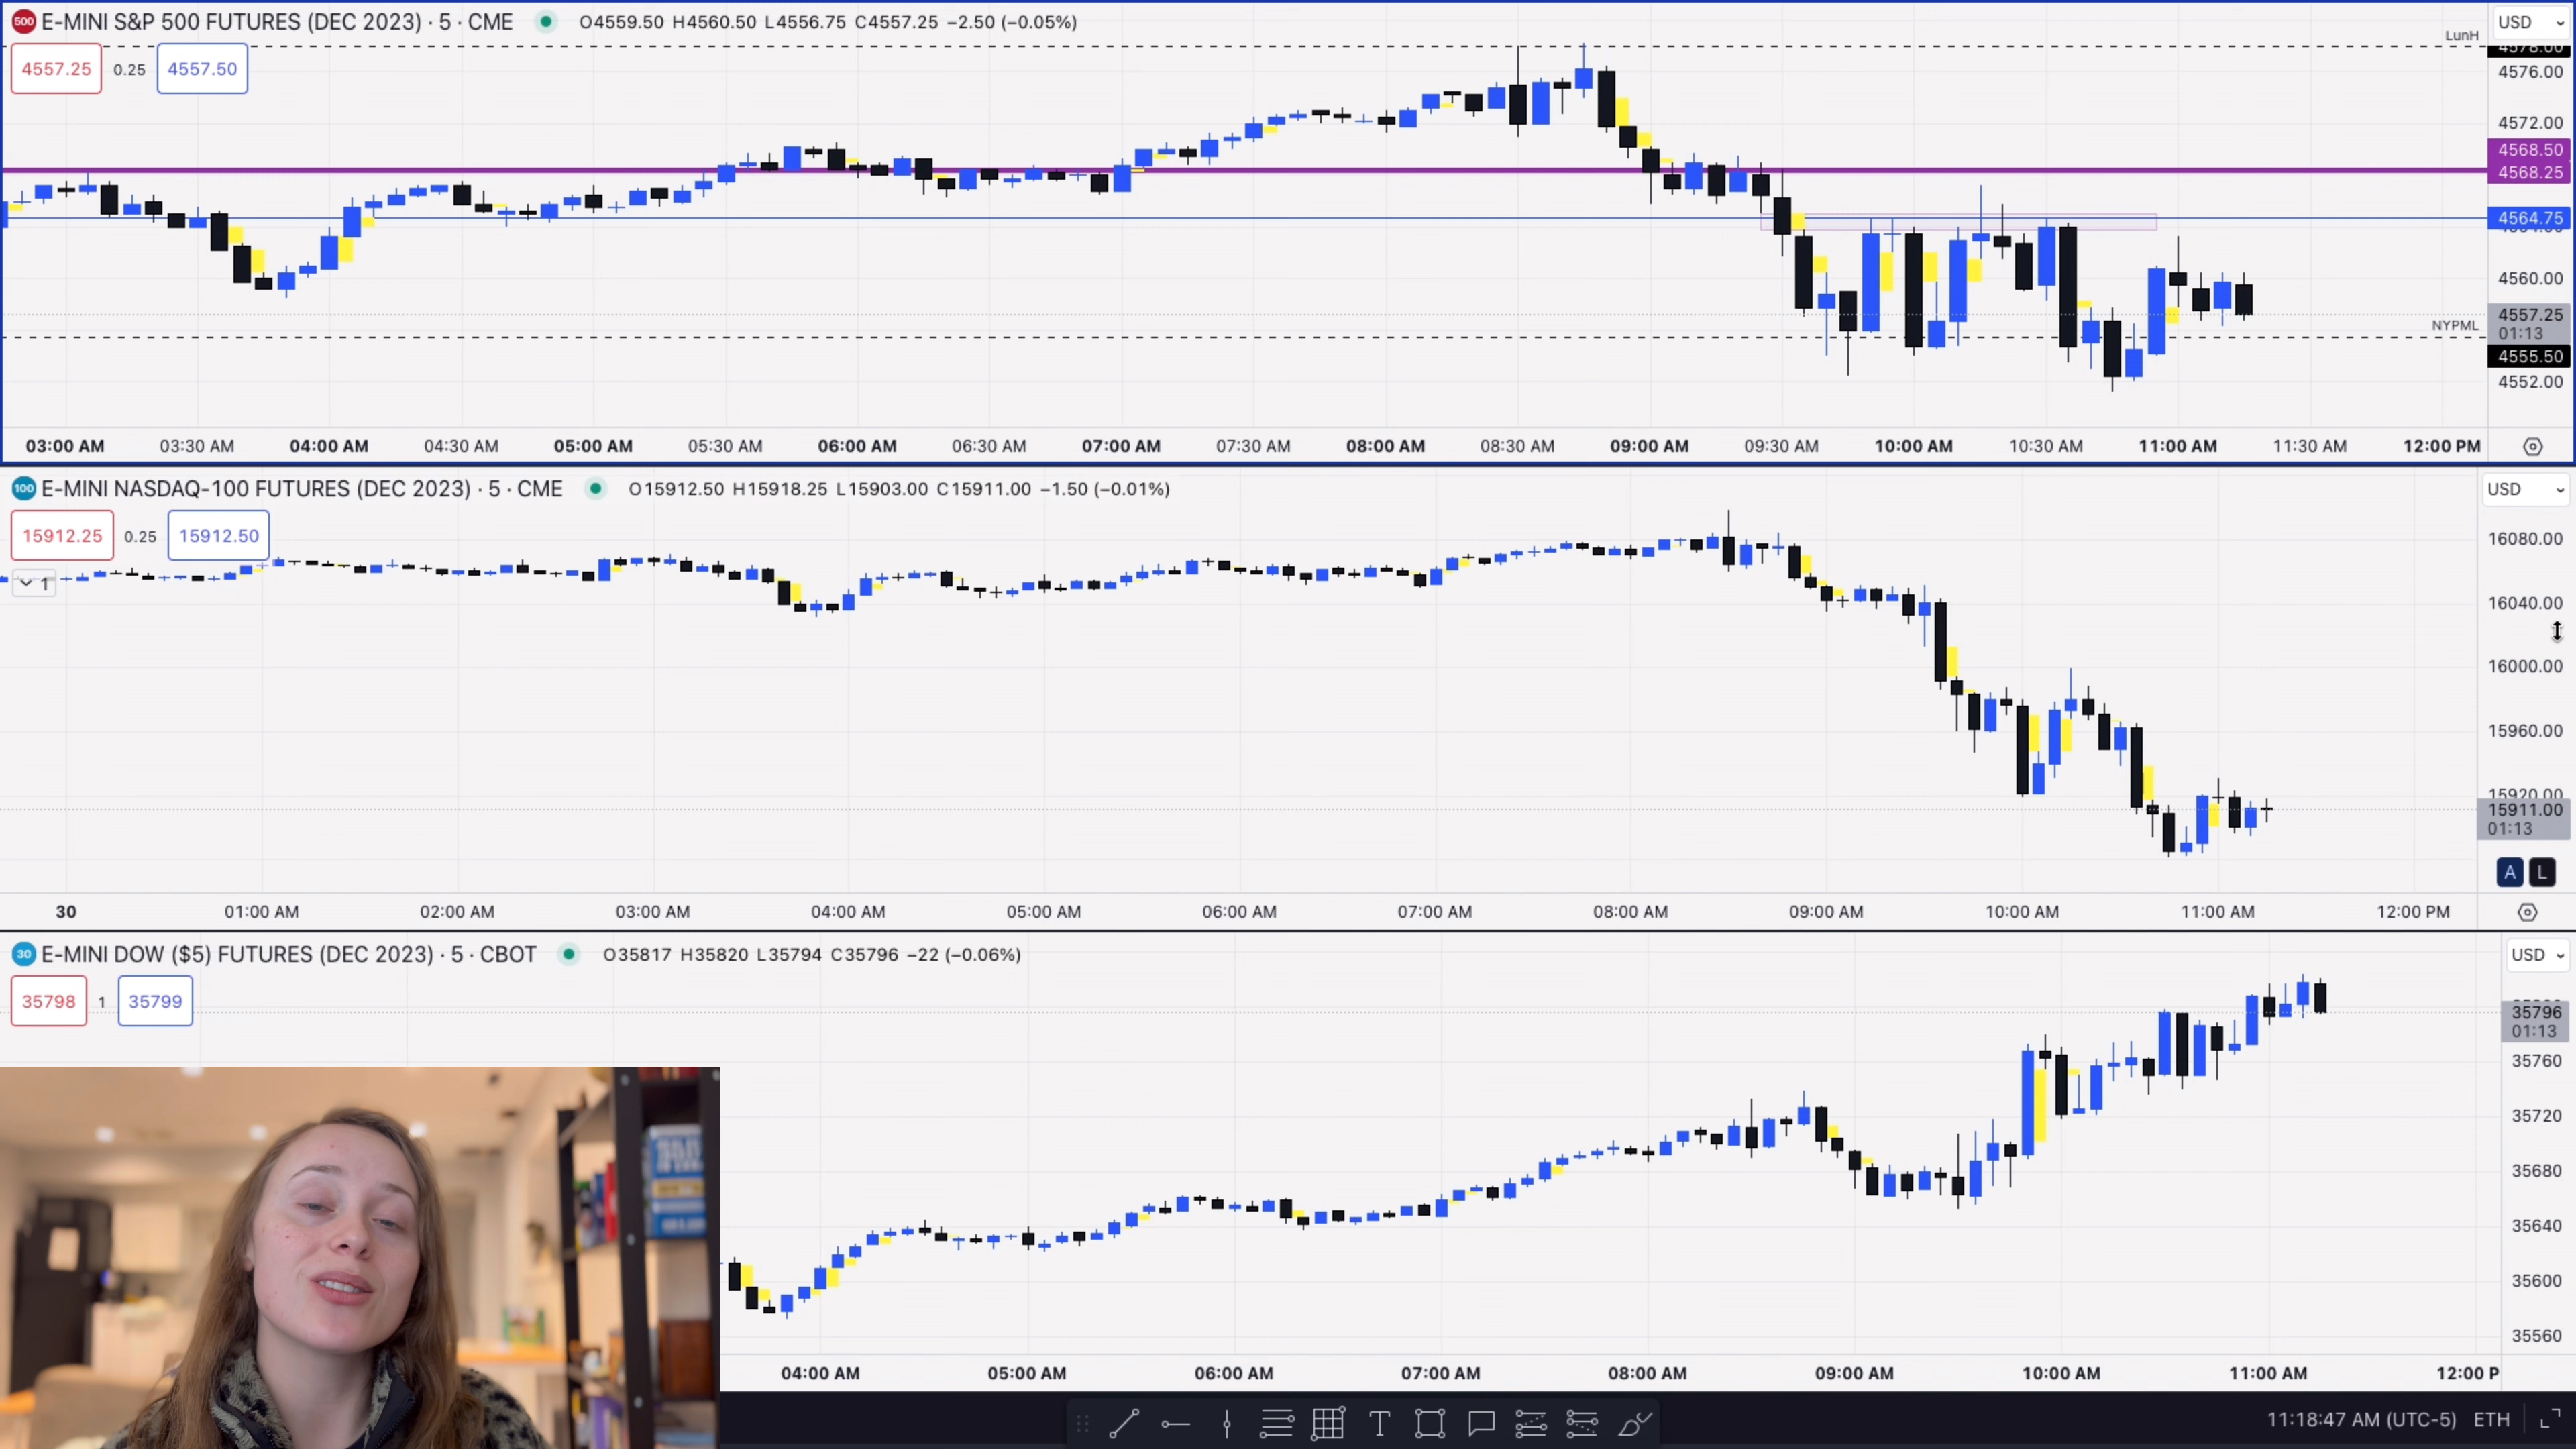 500 E-MINI S&P 500 FUTURES (DEC 2023) · 5 · CME O4559.50 H4560.50 L4556.75 C4557.25 −2.50 (−0.05%) USD
4557.25 0.25 4557.50
LunH
4578.00
4576.00
4572.00
4568.50
4568.25
4564.75
4560.00
4557.25
NYPML
01:13
4555.50
4552.00
03:00 AM 03:30 AM 04:00 AM 04:30 AM 05:00 AM 05:30 AM 06:00 AM 06:30 AM 07:00 AM 07:30 AM 08:00 AM 08:30 AM 09:00 AM 09:30 AM 10:00 AM 10:30 AM 11:00 AM 11:30 AM 12:00 PM
100 E-MINI NASDAQ-100 FUTURES (DEC 2023) · 5 · CME O15912.50 H15918.25 L15903.00 C15911.00 −1.50 (−0.01%) USD
15912.25 0.25 15912.50
1
16080.00
16040.00
16000.00
15960.00
15920.00
15911.00
01:13
A L
30 01:00 AM 02:00 AM 03:00 AM 04:00 AM 05:00 AM 06:00 AM 07:00 AM 08:00 AM 09:00 AM 10:00 AM 11:00 AM 12:00 PM
30 E-MINI DOW ($5) FUTURES (DEC 2023) · 5 · CBOT O35817 H35820 L35794 C35796 −22 (−0.06%) USD
35798 1 35799
35796
01:13
35760
35720
35680
35640
35600
35560
04:00 AM 05:00 AM 06:00 AM 07:00 AM 08:00 AM 09:00 AM 10:00 AM 11:00 AM 12:00 P
T
11:18:47 AM (UTC-5) ETH